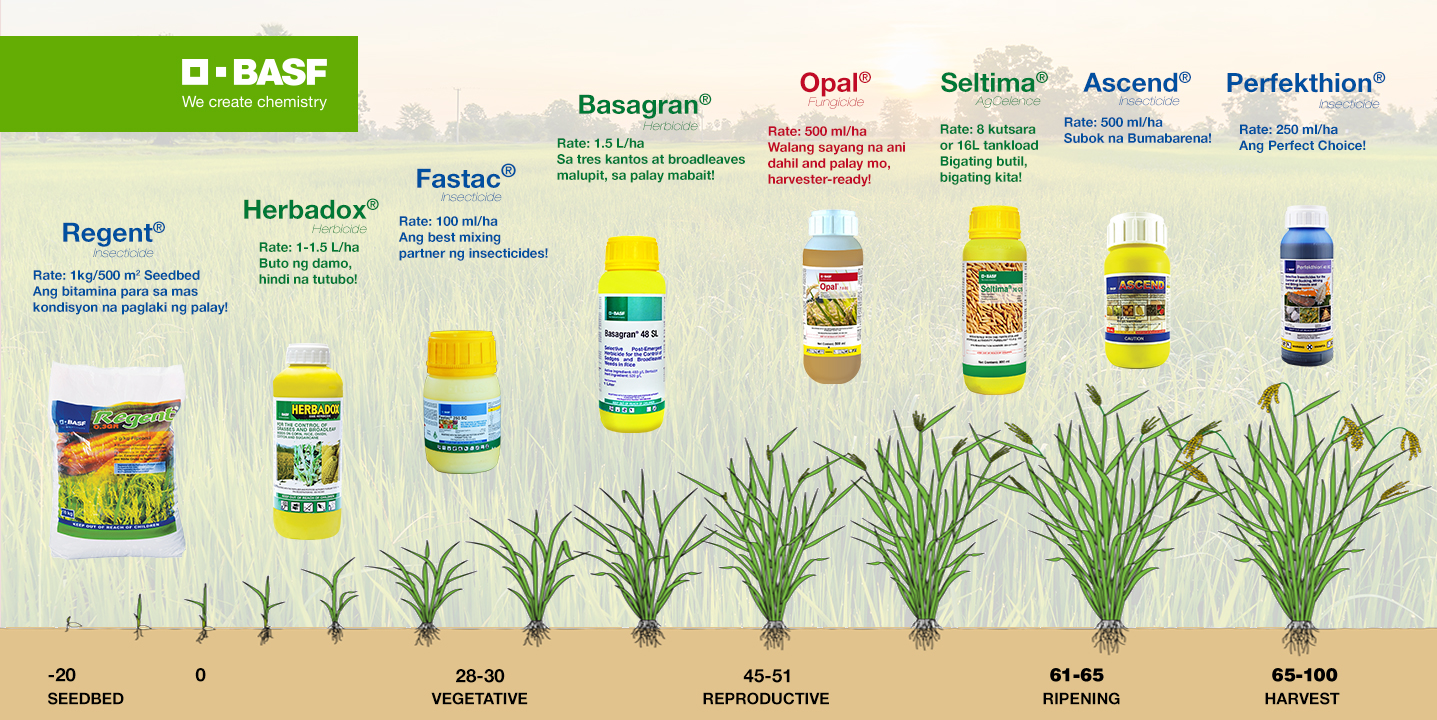 BASF
We create chemistry
Regent®
Insecticide
Rate: 1kg/500 m² Seedbed
Ang bitamina para sa mas
kondisyon na paglaki ng palay!
Herbadox®
Herbicide
Rate: 1-1.5 L/ha
Buto ng damo,
hindi na tutubo!
Fastac®
Insecticide
Rate: 100 ml/ha
Ang best mixing
partner ng insecticides!
Basagran®
Herbicide
Rate: 1.5 L/ha
Sa tres kantos at broadleaves
malupit, sa palay mabait!
Opal®
Fungicide
Rate: 500 ml/ha
Walang sayang na ani
dahil and palay mo,
harvester-ready!
Seltima®
AgCelence
Rate: 8 kutsara
or 16L tankload
Bigating butil,
bigating kita!
Ascend®
Insecticide
Rate: 500 ml/ha
Subok na Bumabarena!
Perfekthion®
Insecticide
Rate: 250 ml/ha
Ang Perfect Choice!
BASF
Regent®
0.3GR
KEEP OUT OF REACH OF CHILDREN
BASF
HERBADOX
FOR THE CONTROL OF
GRASSES AND BROADLEAF
BASF
Basagran® 48 SL
Selective Post-Emergent
Herbicide for the Control of
Sedges and Broadleaved
Weeds in Rice
BASF
Opal®
BASF
Seltima®
ASCEND
CAUTION
Perfekthion
-20
SEEDBED
0
28-30
VEGETATIVE
45-51
REPRODUCTIVE
61-65
RIPENING
65-100
HARVEST